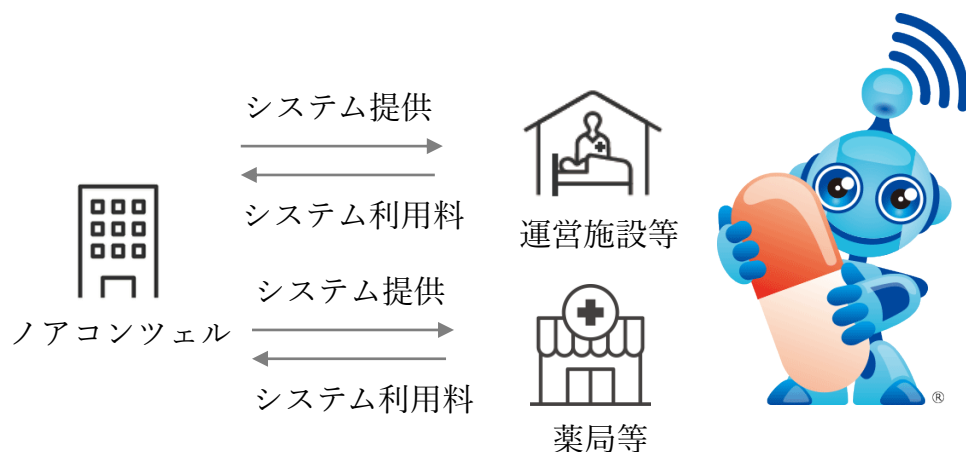 システム提供
システム利用料
運営施設等
ノアコンツェル
システム提供
システム利用料
薬局等
®